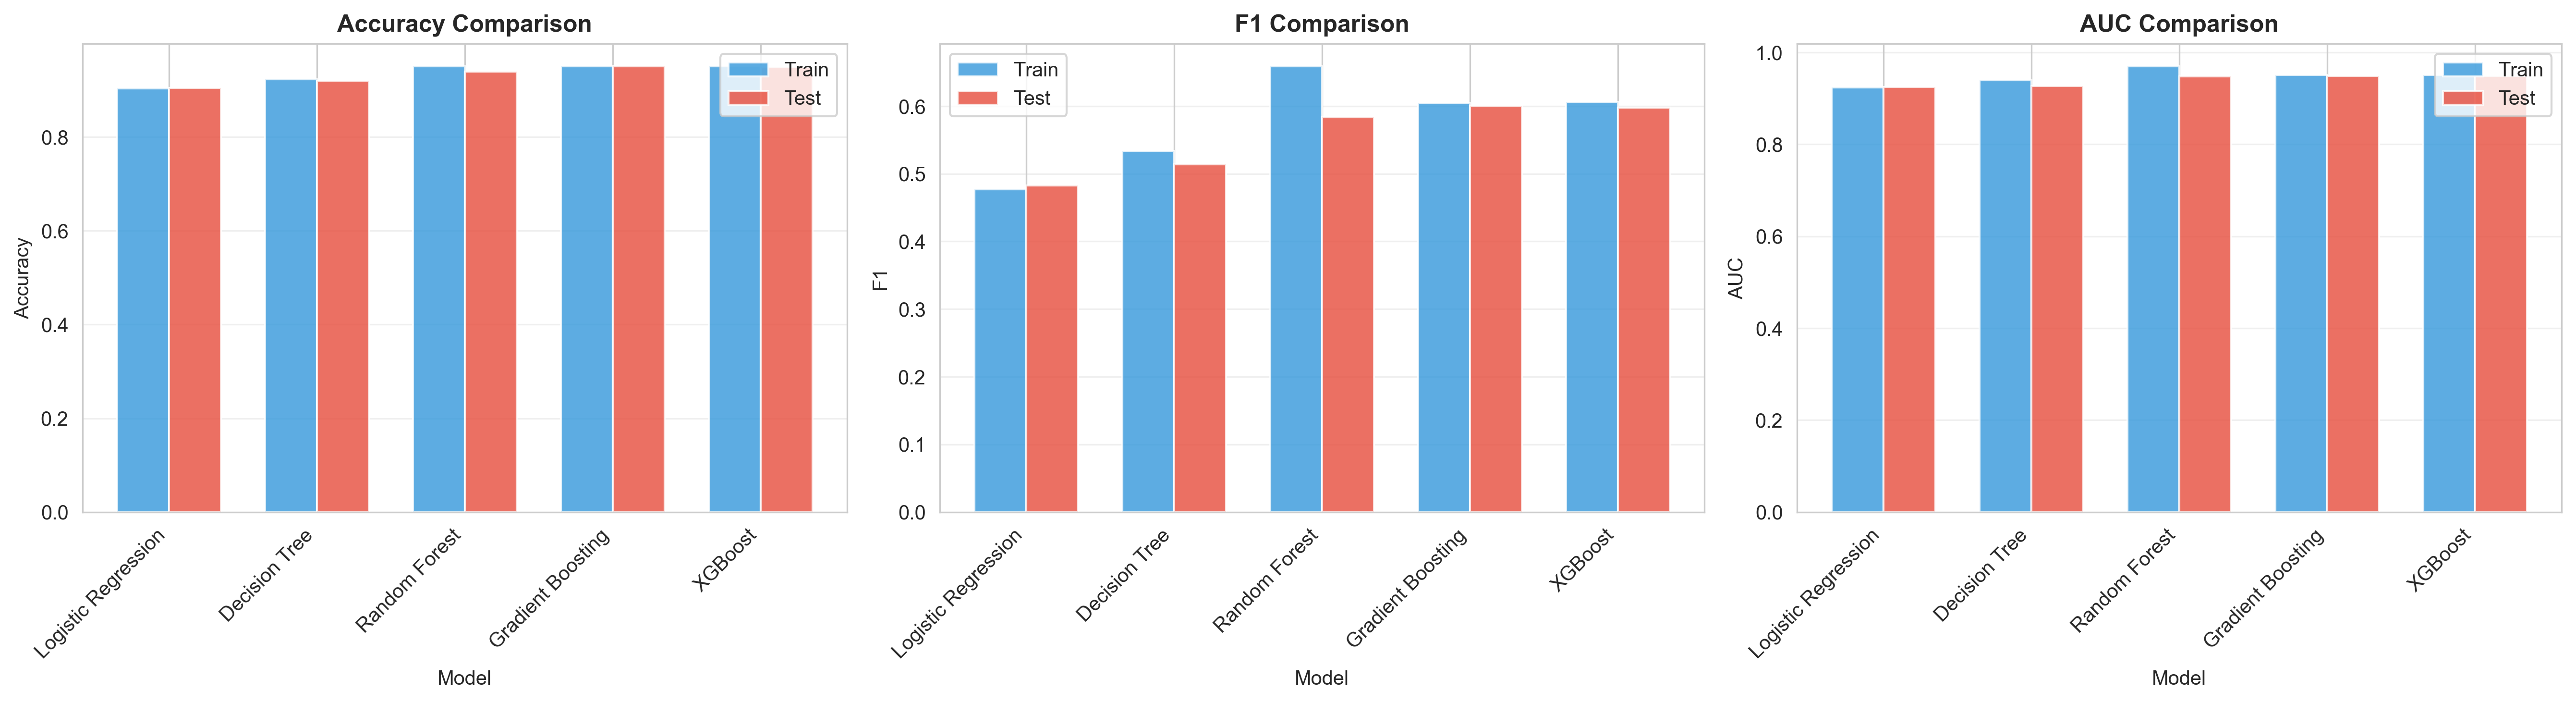 Accuracy Comparison
Train
Test
Accuracy
0.8
0.6
0.4
0.2
0.0
Logistic Regression
Decision Tree
Random Forest
Gradient Boosting
XGBoost
Model
F1 Comparison
Train
Test
F1
0.6
0.5
0.4
0.3
0.2
0.1
0.0
Logistic Regression
Decision Tree
Random Forest
Gradient Boosting
XGBoost
Model
AUC Comparison
Train
Test
AUC
1.0
0.8
0.6
0.4
0.2
0.0
Logistic Regression
Decision Tree
Random Forest
Gradient Boosting
XGBoost
Model